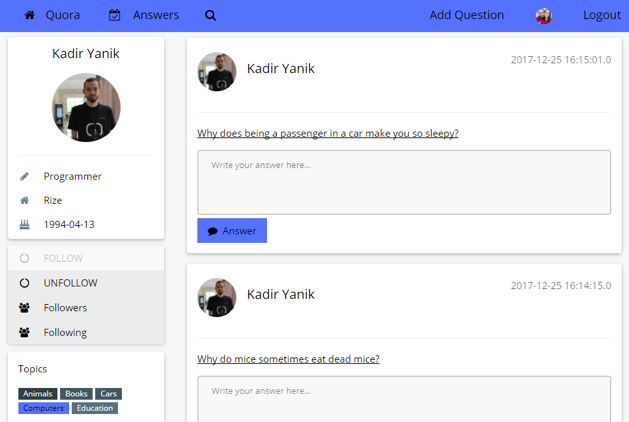 Quora Answers Add Question Logout
Kadir Yanik
Programmer
Rize
1994-04-13
FOLLOW
UNFOLLOW
Followers
Following
Topics
Animals Books Cars
Computers Education
Kadir Yanik 2017-12-25 16:15:01.0
Why does being a passenger in a car make you so sleepy?
Write your answer here...
Answer
Kadir Yanik 2017-12-25 16:14:15.0
Why do mice sometimes eat dead mice?
Write your answer here...